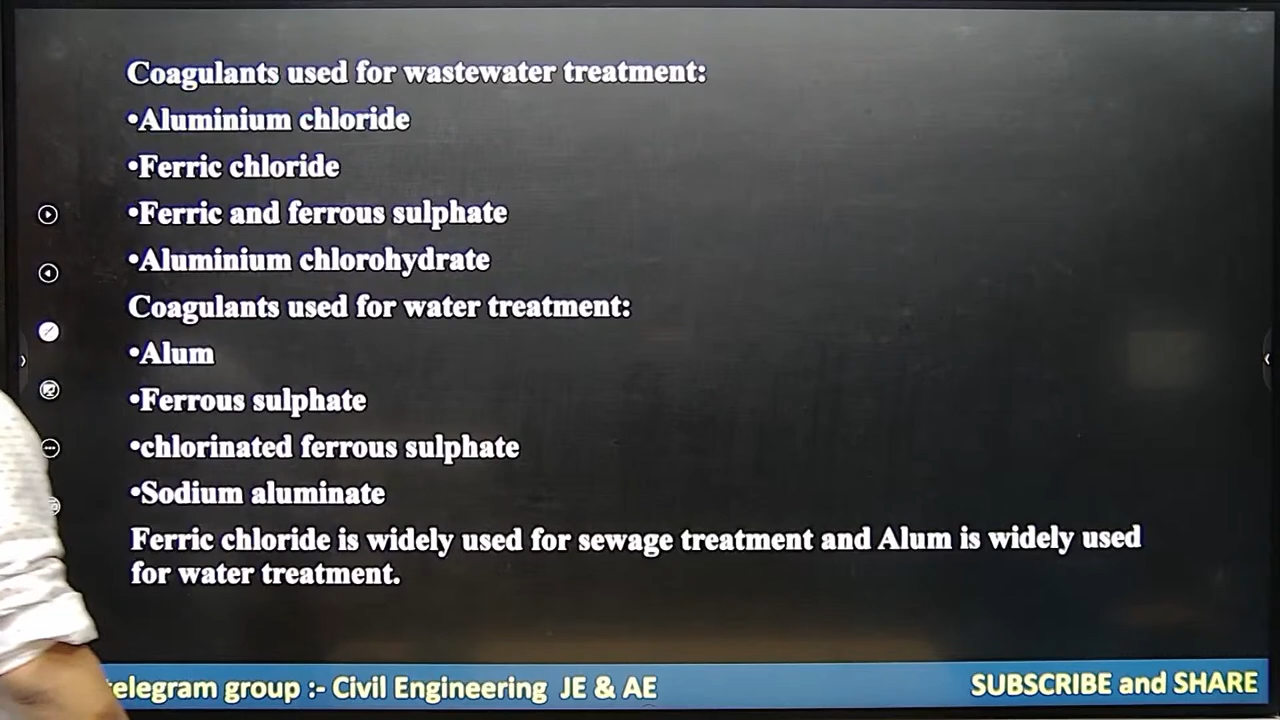 Coagulants used for wastewater treatment:
•Aluminium chloride
•Ferric chloride
•Ferric and ferrous sulphate
•Aluminium chlorohydrate
Coagulants used for water treatment:
•Alum
•Ferrous sulphate
•chlorinated ferrous sulphate
•Sodium aluminate
Ferric chloride is widely used for sewage treatment and Alum is widely used
for water treatment.
telegram group :- Civil Engineering JE & AE
SUBSCRIBE and SHARE